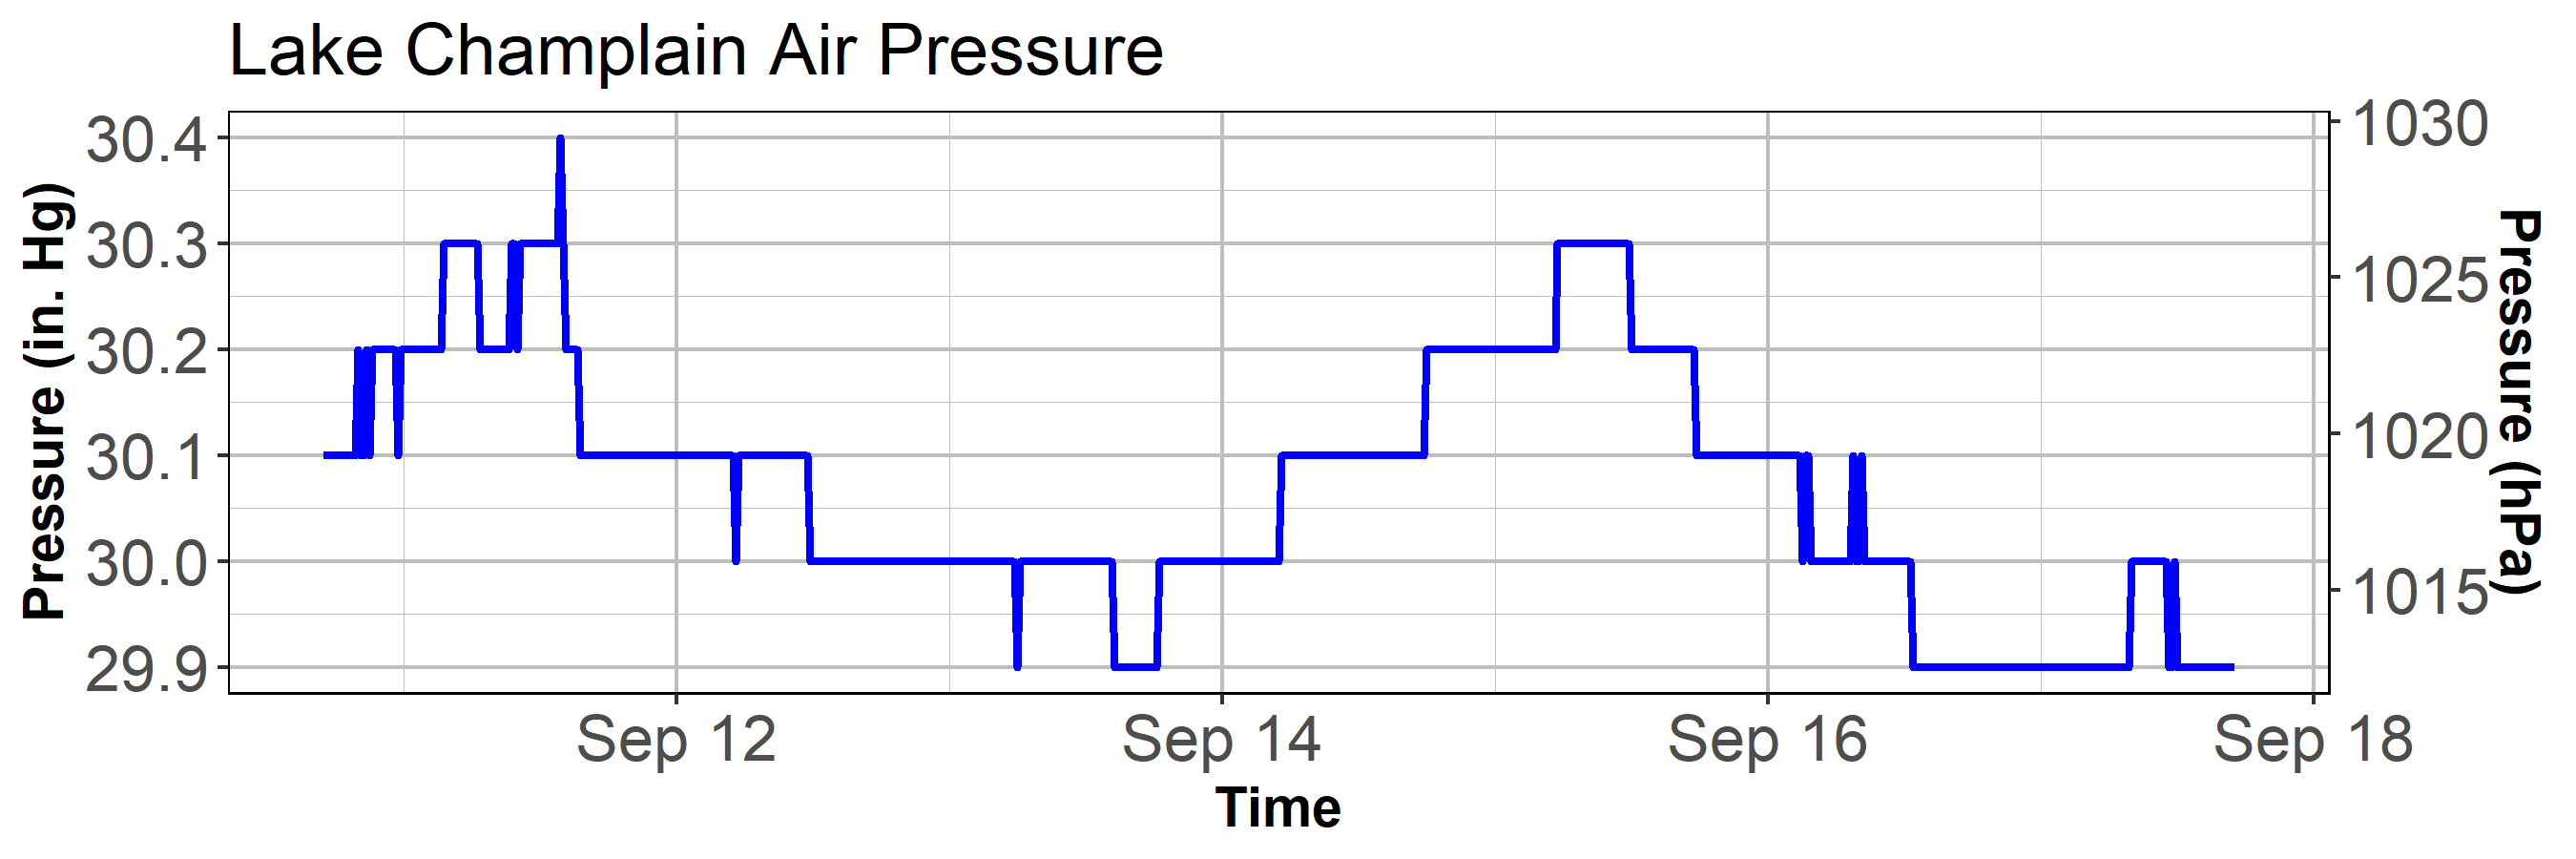 Lake Champlain Air Pressure
Pressure (in. Hg)
30.4
30.3
30.2
30.1
30.0
29.9
1030
1025
1020
1015
Pressure (hPa)
Sep 12
Sep 14
Sep 16
Sep 18
Time